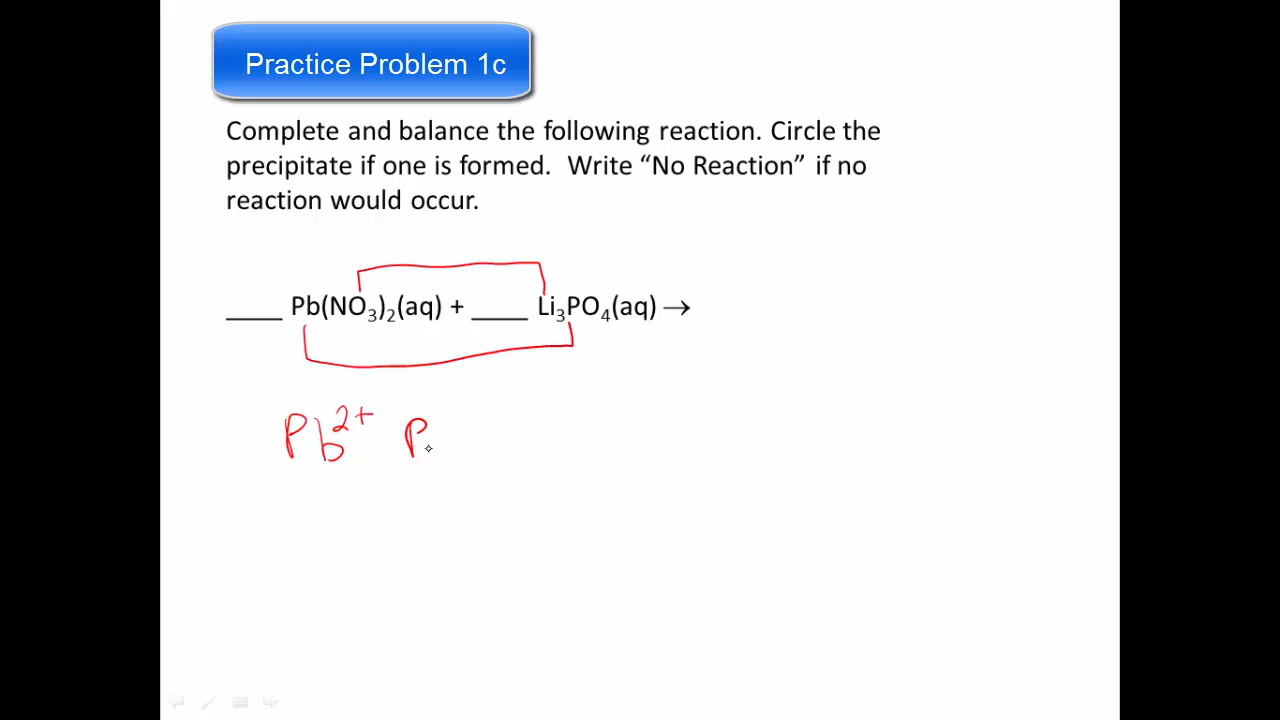 Practice Problem 1c
Complete and balance the following reaction. Circle the
precipitate if one is formed.  Write “No Reaction” if no
reaction would occur.
____ Pb(NO₃)₂(aq) + ____ Li₃PO₄(aq) →
Pb²⁺ P